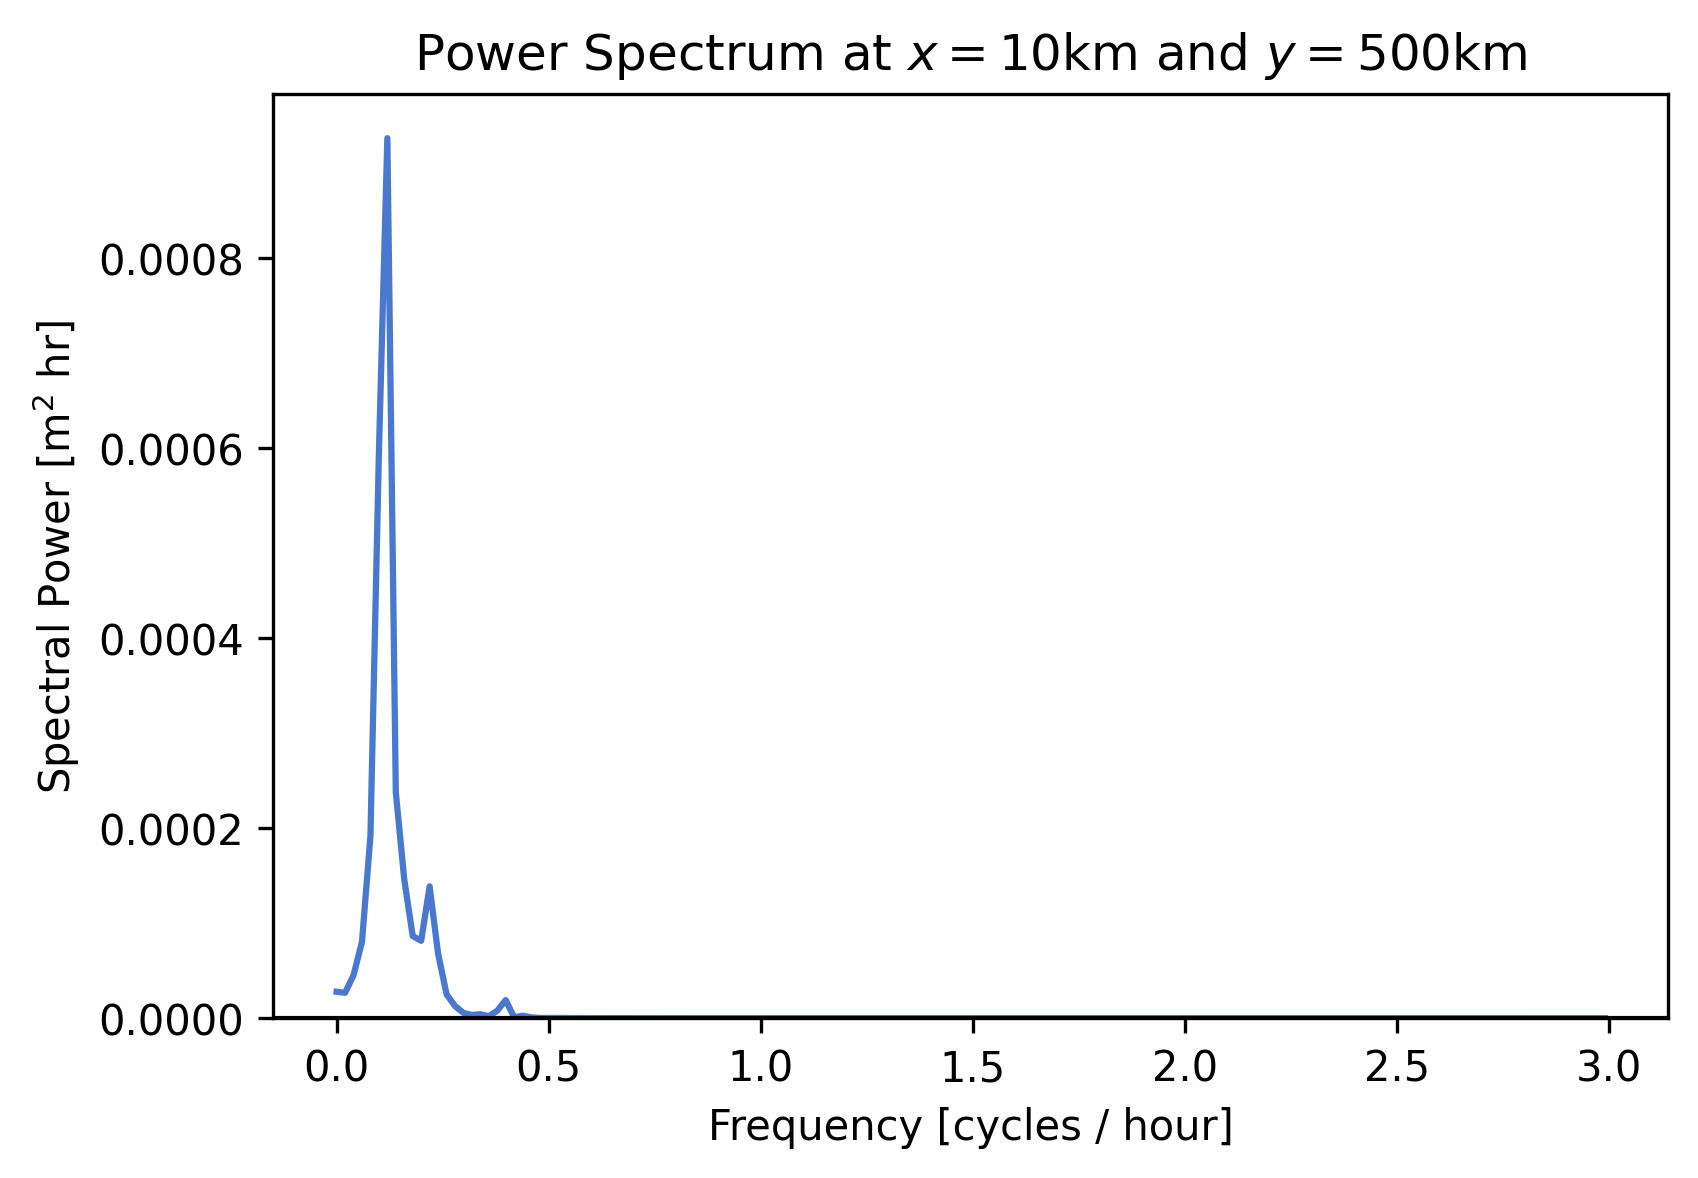 Power Spectrum at x = 10km and y = 500km
Spectral Power [m² hr]
0.0008
0.0006
0.0004
0.0002
0.0000
0.0 0.5 1.0 1.5 2.0 2.5 3.0
Frequency [cycles / hour]